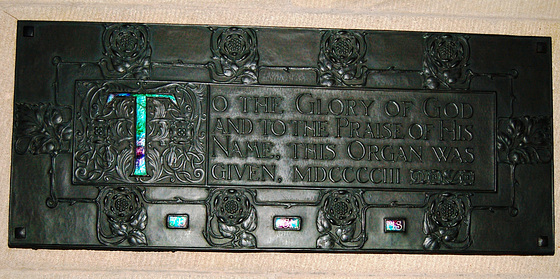 TO THE GLORY OF GOD
AND TO THE PRAISE OF HIS
NAME, THIS ORGAN WAS
GIVEN, MDCCCCIII